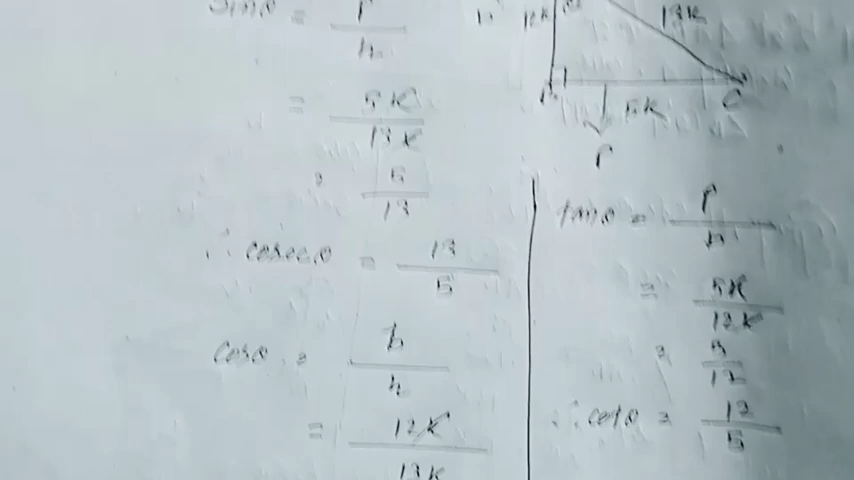 sinθ = p/h
= 5K/13K
= 5/13
∴ cosecθ = 13/5
cosθ = b/h
= 12K/13K
12K 13K
B C
5K
p
tanθ = p/b
= 5K/12K
= 5/12
∴ cotθ = 12/5